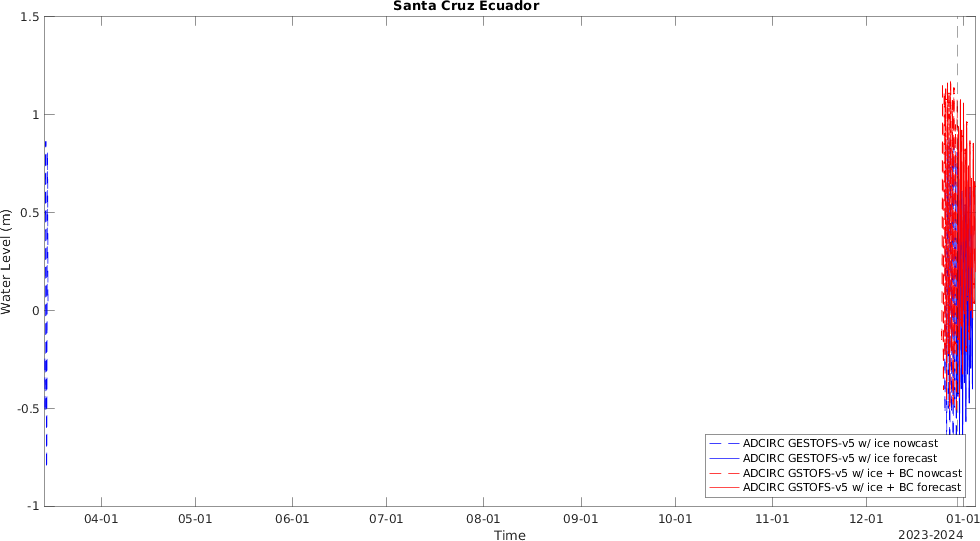 Santa Cruz Ecuador
1.5
1
0.5
0
-0.5
-1
Water Level (m)
04-01 05-01 06-01 07-01 08-01 09-01 10-01 11-01 12-01 01-01
Time
2023-2024
ADCIRC GESTOFS-v5 w/ ice nowcast
ADCIRC GESTOFS-v5 w/ ice forecast
ADCIRC GSTOFS-v5 w/ ice + BC nowcast
ADCIRC GSTOFS-v5 w/ ice + BC forecast